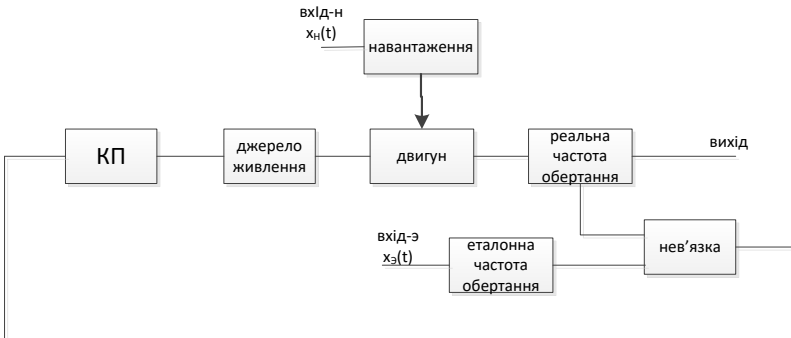 вхІд-н
xн(t)
навантаження
КП
джерело
живлення
двигун
реальна
частота
обертання
вихід
вхід-э
xэ(t)
еталонна
частота
обертання
нев’язка